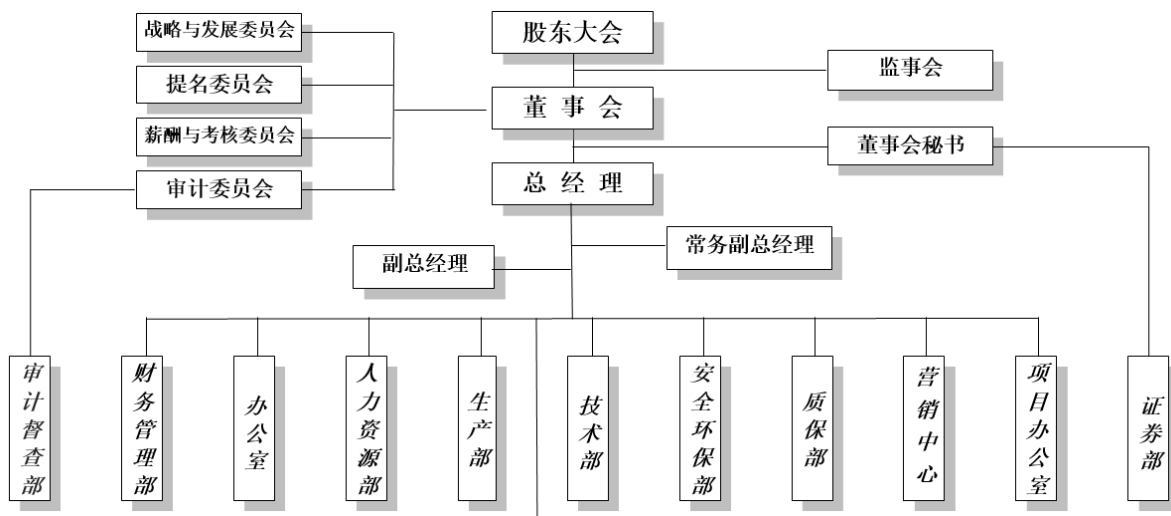 战略与发展委员会
股东大会
提名委员会
监事会
董事会
薪酬与考核委员会
董事会秘书
审计委员会
总经理
常务副总经理
副总经理
审计督查部
财务管理部
办公室
人力资源部
生产部
技术部
安全环保部
质保部
营销中心
项目办公室
证券部